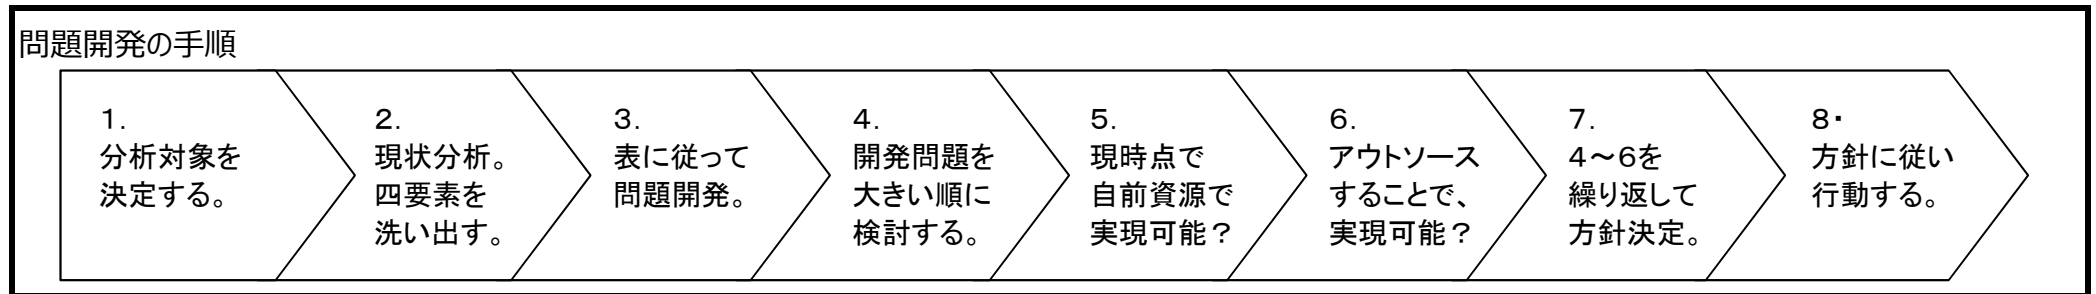 問題開発の手順
１．
分析対象を
決定する。
２．
現状分析。
四要素を
洗い出す。
３．
表に従って
問題開発。
４．
開発問題を
大きい順に
検討する。
５．
現時点で
自前資源で
実現可能？
６．
アウトソース
することで、
実現可能？
７．
４～６を
繰り返して
方針決定。
８・
方針に従い
行動する。